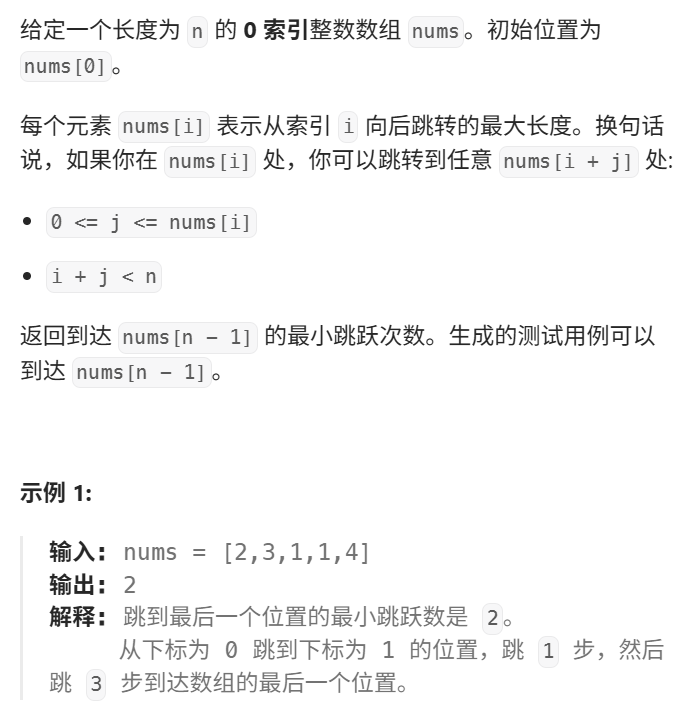 给定一个长度为 n 的 0 索引整数数组 nums。初始位置为
nums[0]。
每个元素 nums[i] 表示从索引 i 向后跳转的最大长度。换句话
说，如果你在 nums[i] 处，你可以跳转到任意 nums[i + j] 处:
• 0 <= j <= nums[i]
• i + j < n
返回到达 nums[n - 1] 的最小跳跃次数。生成的测试用例可以
到达 nums[n - 1]。
示例 1:
输入: nums = [2,3,1,1,4]
输出: 2
解释: 跳到最后一个位置的最小跳跃数是 2。
从下标为 0 跳到下标为 1 的位置，跳 1 步，然后
跳 3 步到达数组的最后一个位置。